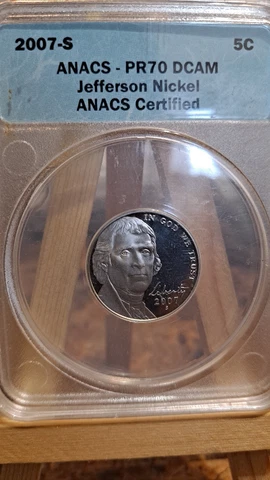 2007-S 5C
ANACS - PR70 DCAM
Jefferson Nickel
ANACS Certified
IN GOD WE TRUST
Liberty
2007
S